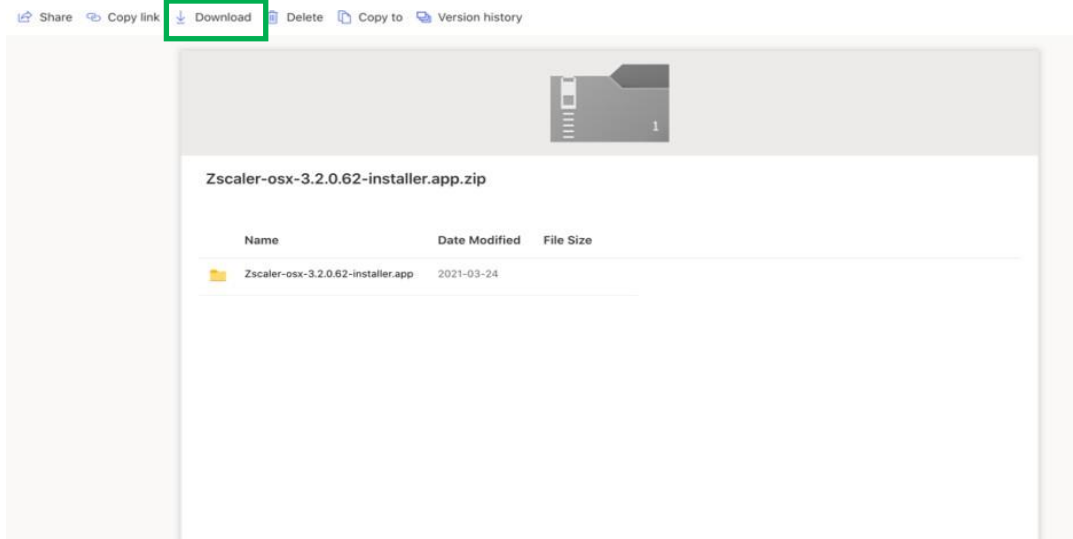 Share Copy link Download Delete Copy to Version history
1
Zscaler-osx-3.2.0.62-installer.app.zip
Name Date Modified File Size
Zscaler-osx-3.2.0.62-installer.app 2021-03-24